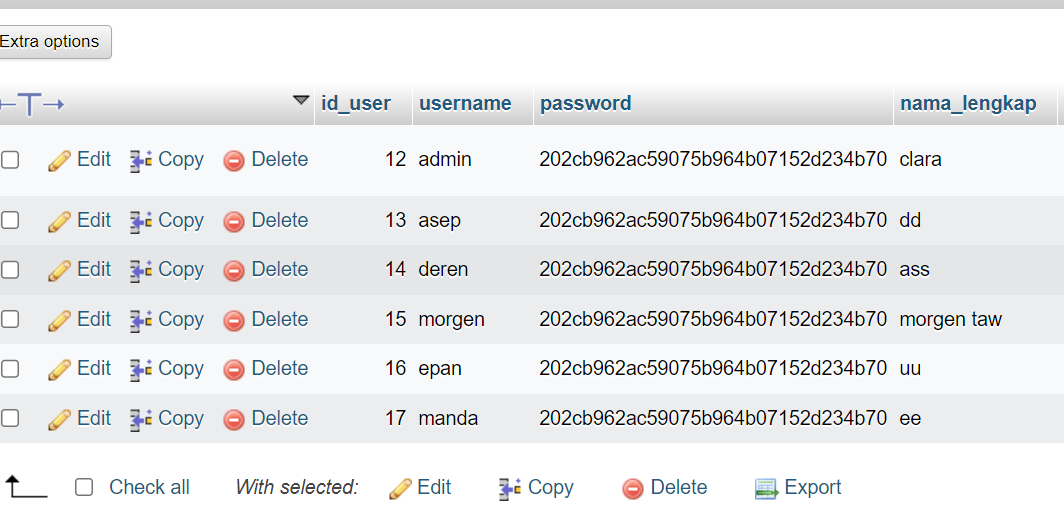 Extra options
id_user username password nama_lengkap
Edit Copy Delete 12 admin 202cb962ac59075b964b07152d234b70 clara
Edit Copy Delete 13 asep 202cb962ac59075b964b07152d234b70 dd
Edit Copy Delete 14 deren 202cb962ac59075b964b07152d234b70 ass
Edit Copy Delete 15 morgen 202cb962ac59075b964b07152d234b70 morgen taw
Edit Copy Delete 16 epan 202cb962ac59075b964b07152d234b70 uu
Edit Copy Delete 17 manda 202cb962ac59075b964b07152d234b70 ee
Check all With selected: Edit Copy Delete Export